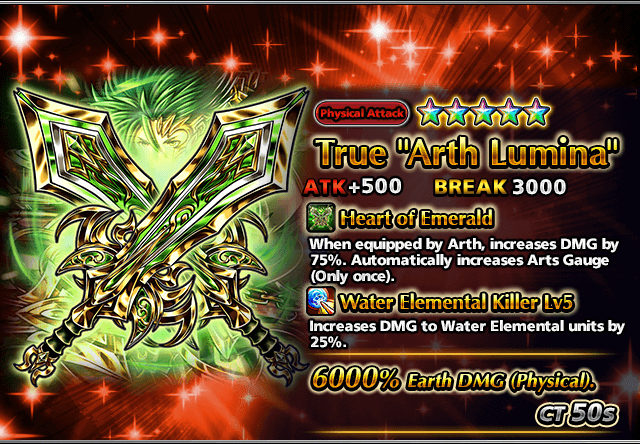 Physical Attack
True "Arth Lumina"
ATK+500 BREAK 3000
Heart of Emerald
When equipped by Arth, increases DMG by
75%. Automatically increases Arts Gauge
(Only once).
Water Elemental Killer Lv5
Increases DMG to Water Elemental units by
25%.
6000% Earth DMG (Physical).
CT 50s